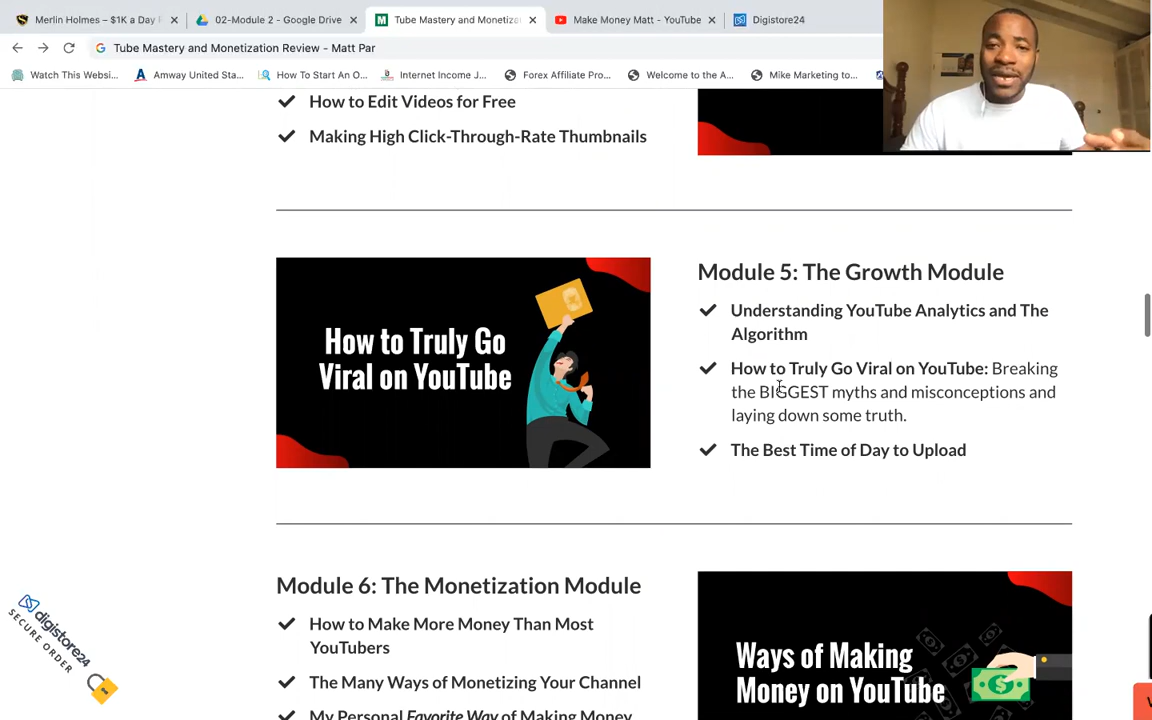 Merlin Holmes – $1K a Day
02-Module 2 - Google Drive
Tube Mastery and Monetiza
Make Money Matt - YouTube
Digistore24
Tube Mastery and Monetization Review - Matt Par
Watch This Websi...
Amway United Sta...
How To Start An O...
Internet Income J...
Forex Affiliate Pro...
Welcome to the A...
Mike Marketing to...
How to Edit Videos for Free
Making High Click-Through-Rate Thumbnails
How to Truly Go
Viral on YouTube
Module 5: The Growth Module
Understanding YouTube Analytics and The
Algorithm
How to Truly Go Viral on YouTube: Breaking
the BIGGEST myths and misconceptions and
laying down some truth.
The Best Time of Day to Upload
Module 6: The Monetization Module
How to Make More Money Than Most
YouTubers
The Many Ways of Monetizing Your Channel
My Personal Favorite Way of Making Money
Ways of Making
Money on YouTube
digistore24
SECURE ORDER